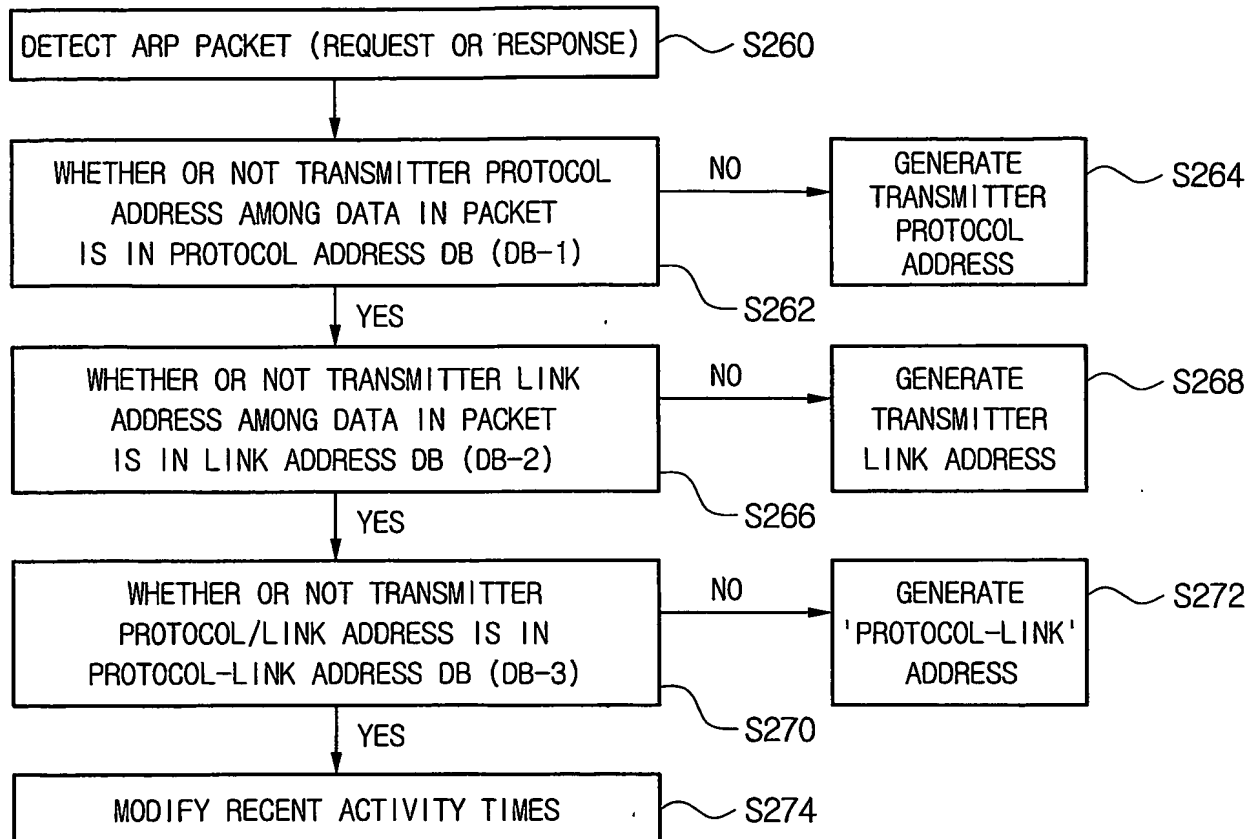 DETECT ARP PACKET (REQUEST OR RESPONSE)
S260
WHETHER OR NOT TRANSMITTER PROTOCOL
ADDRESS AMONG DATA IN PACKET
IS IN PROTOCOL ADDRESS DB (DB-1)
S262
NO
GENERATE
TRANSMITTER
PROTOCOL
ADDRESS
S264
YES
WHETHER OR NOT TRANSMITTER LINK
ADDRESS AMONG DATA IN PACKET
IS IN LINK ADDRESS DB (DB-2)
S266
NO
GENERATE
TRANSMITTER
LINK ADDRESS
S268
YES
WHETHER OR NOT TRANSMITTER
PROTOCOL/LINK ADDRESS IS IN
PROTOCOL-LINK ADDRESS DB (DB-3)
S270
NO
GENERATE
'PROTOCOL-LINK'
ADDRESS
S272
YES
MODIFY RECENT ACTIVITY TIMES
S274